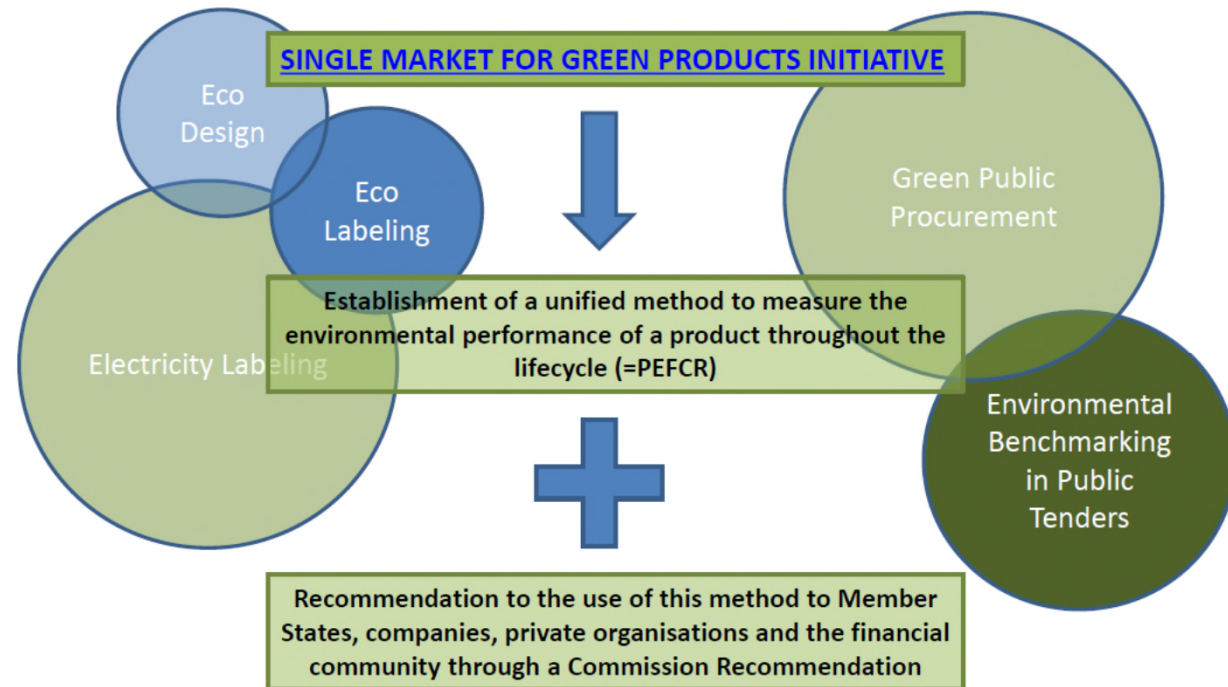 SINGLE MARKET FOR GREEN PRODUCTS INITIATIVE
Eco
Design
Eco
Labeling
Electricity Labeling
Green Public
Procurement
Establishment of a unified method to measure the
environmental performance of a product throughout the
lifecycle (=PEFCR)
Environmental
Benchmarking
in Public
Tenders
Recommendation to the use of this method to Member
States, companies, private organisations and the financial
community through a Commission Recommendation